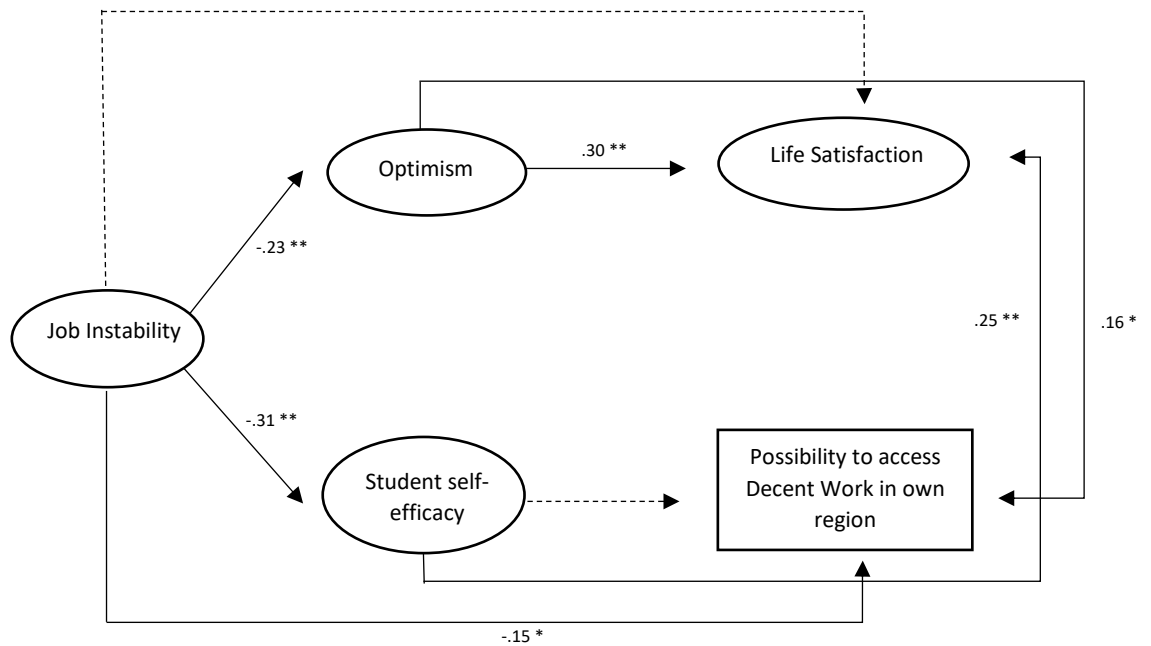 Optimism
.30 **
Life Satisfaction
-.23 **
Job Instability
.25 **
.16 *
-.31 **
Student self-
efficacy
Possibility to access
Decent Work in own
region
-.15 *